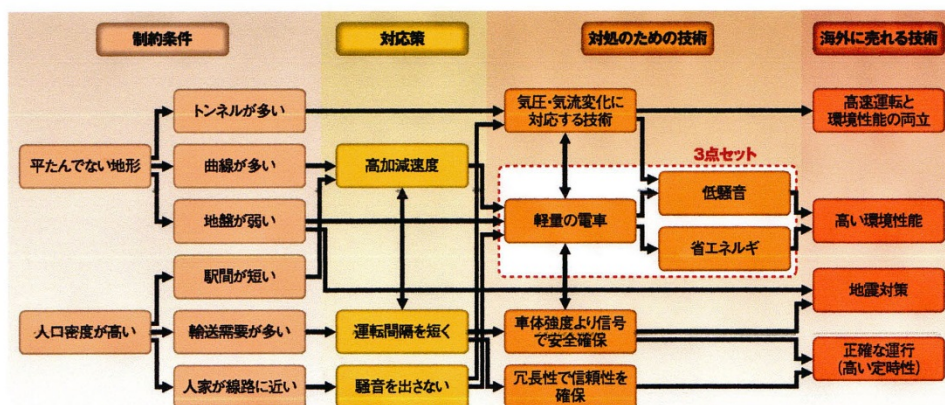 制約条件
対応策
対処のための技術
海外に売れる技術
トンネルが多い
気圧・気流変化に
対応する技術
高速運転と
環境性能の両立
平たんでない地形
曲線が多い
高加減速度
3点セット
低騒音
地盤が弱い
軽量の電車
高い環境性能
省エネルギ
駅間が短い
地震対策
人口密度が高い
輸送需要が多い
運転間隔を短く
車体強度より信号
で安全確保
正確な運行
(高い定時性)
人家が線路に近い
騒音を出さない
冗長性で信頼性を
確保